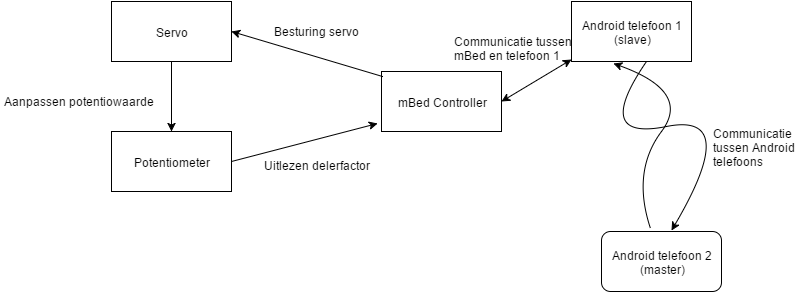 Servo
Besturing servo
Android telefoon 1
(slave)
Communicatie tussen
mBed en telefoon 1
Aanpassen potentiowaarde
mBed Controller
Potentiometer
Uitlezen delerfactor
Communicatie
tussen Android
telefoons
Android telefoon 2
(master)